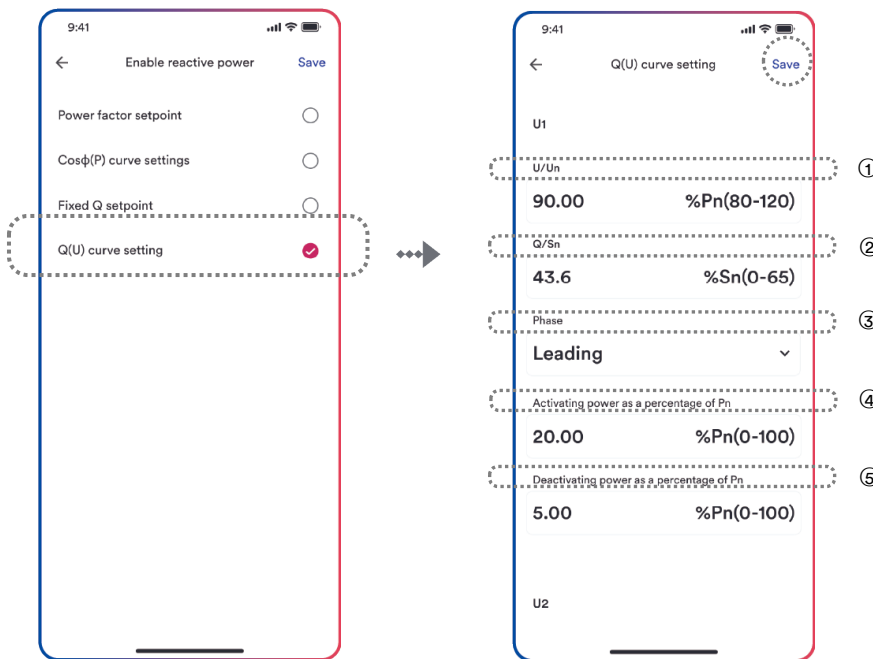 9:41
← Enable reactive power Save
Power factor setpoint
Cosϕ(P) curve settings
Fixed Q setpoint
Q(U) curve setting
9:41
← Q(U) curve setting Save
U1
U/Un ①
90.00 %Pn(80-120)
Q/Sn ②
43.6 %Sn(0-65)
Phase ③
Leading
Activating power as a percentage of Pn ④
20.00 %Pn(0-100)
Deactivating power as a percentage of Pn ⑤
5.00 %Pn(0-100)
U2